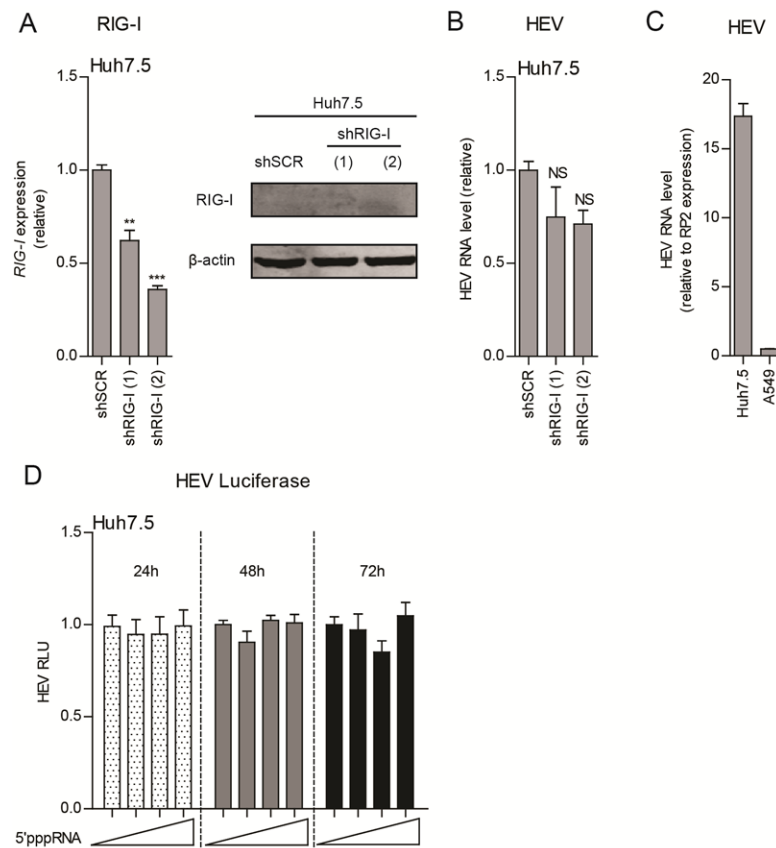 A
RIG-I
Huh7.5
1.5
1.0
0.5
0.0
RIG-I expression
(relative)
shSCR
shRIG-I (1)
shRIG-I (2)
**
***
Huh7.5
shRIG-I
shSCR
(1)
(2)
RIG-I
β-actin
B
HEV
Huh7.5
1.5
1.0
0.5
0.0
HEV RNA level (relative)
NS
NS
shSCR
shRIG-I (1)
shRIG-I (2)
C
HEV
20
15
10
5
0
HEV RNA level
(relative to RP2 expression)
Huh7.5
A549
D
HEV Luciferase
Huh7.5
1.5
1.0
0.5
0.0
HEV RLU
24h
48h
72h
5'pppRNA